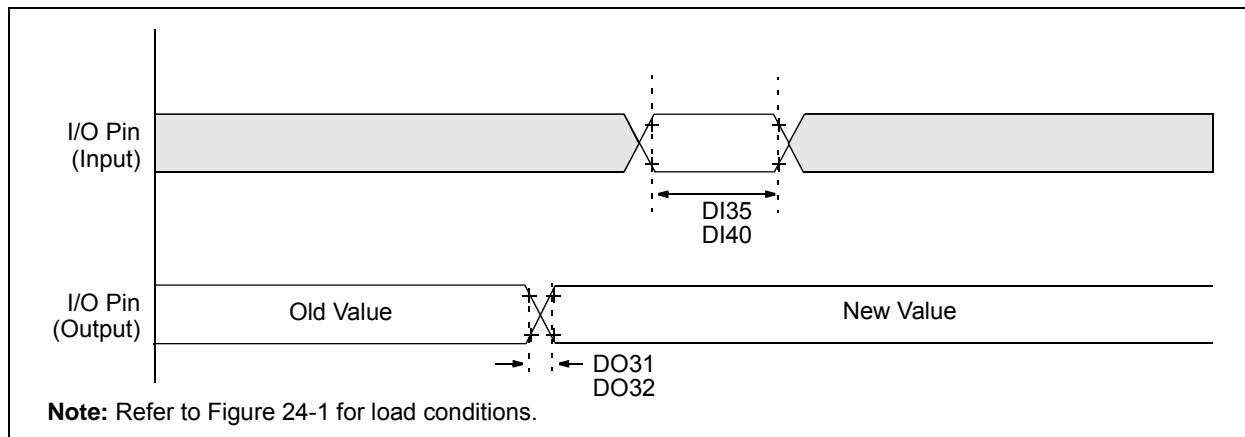 I/O Pin
(Input)
DI35
DI40
I/O Pin
(Output)
Old Value
New Value
DO31
DO32
Note: Refer to Figure 24-1 for load conditions.